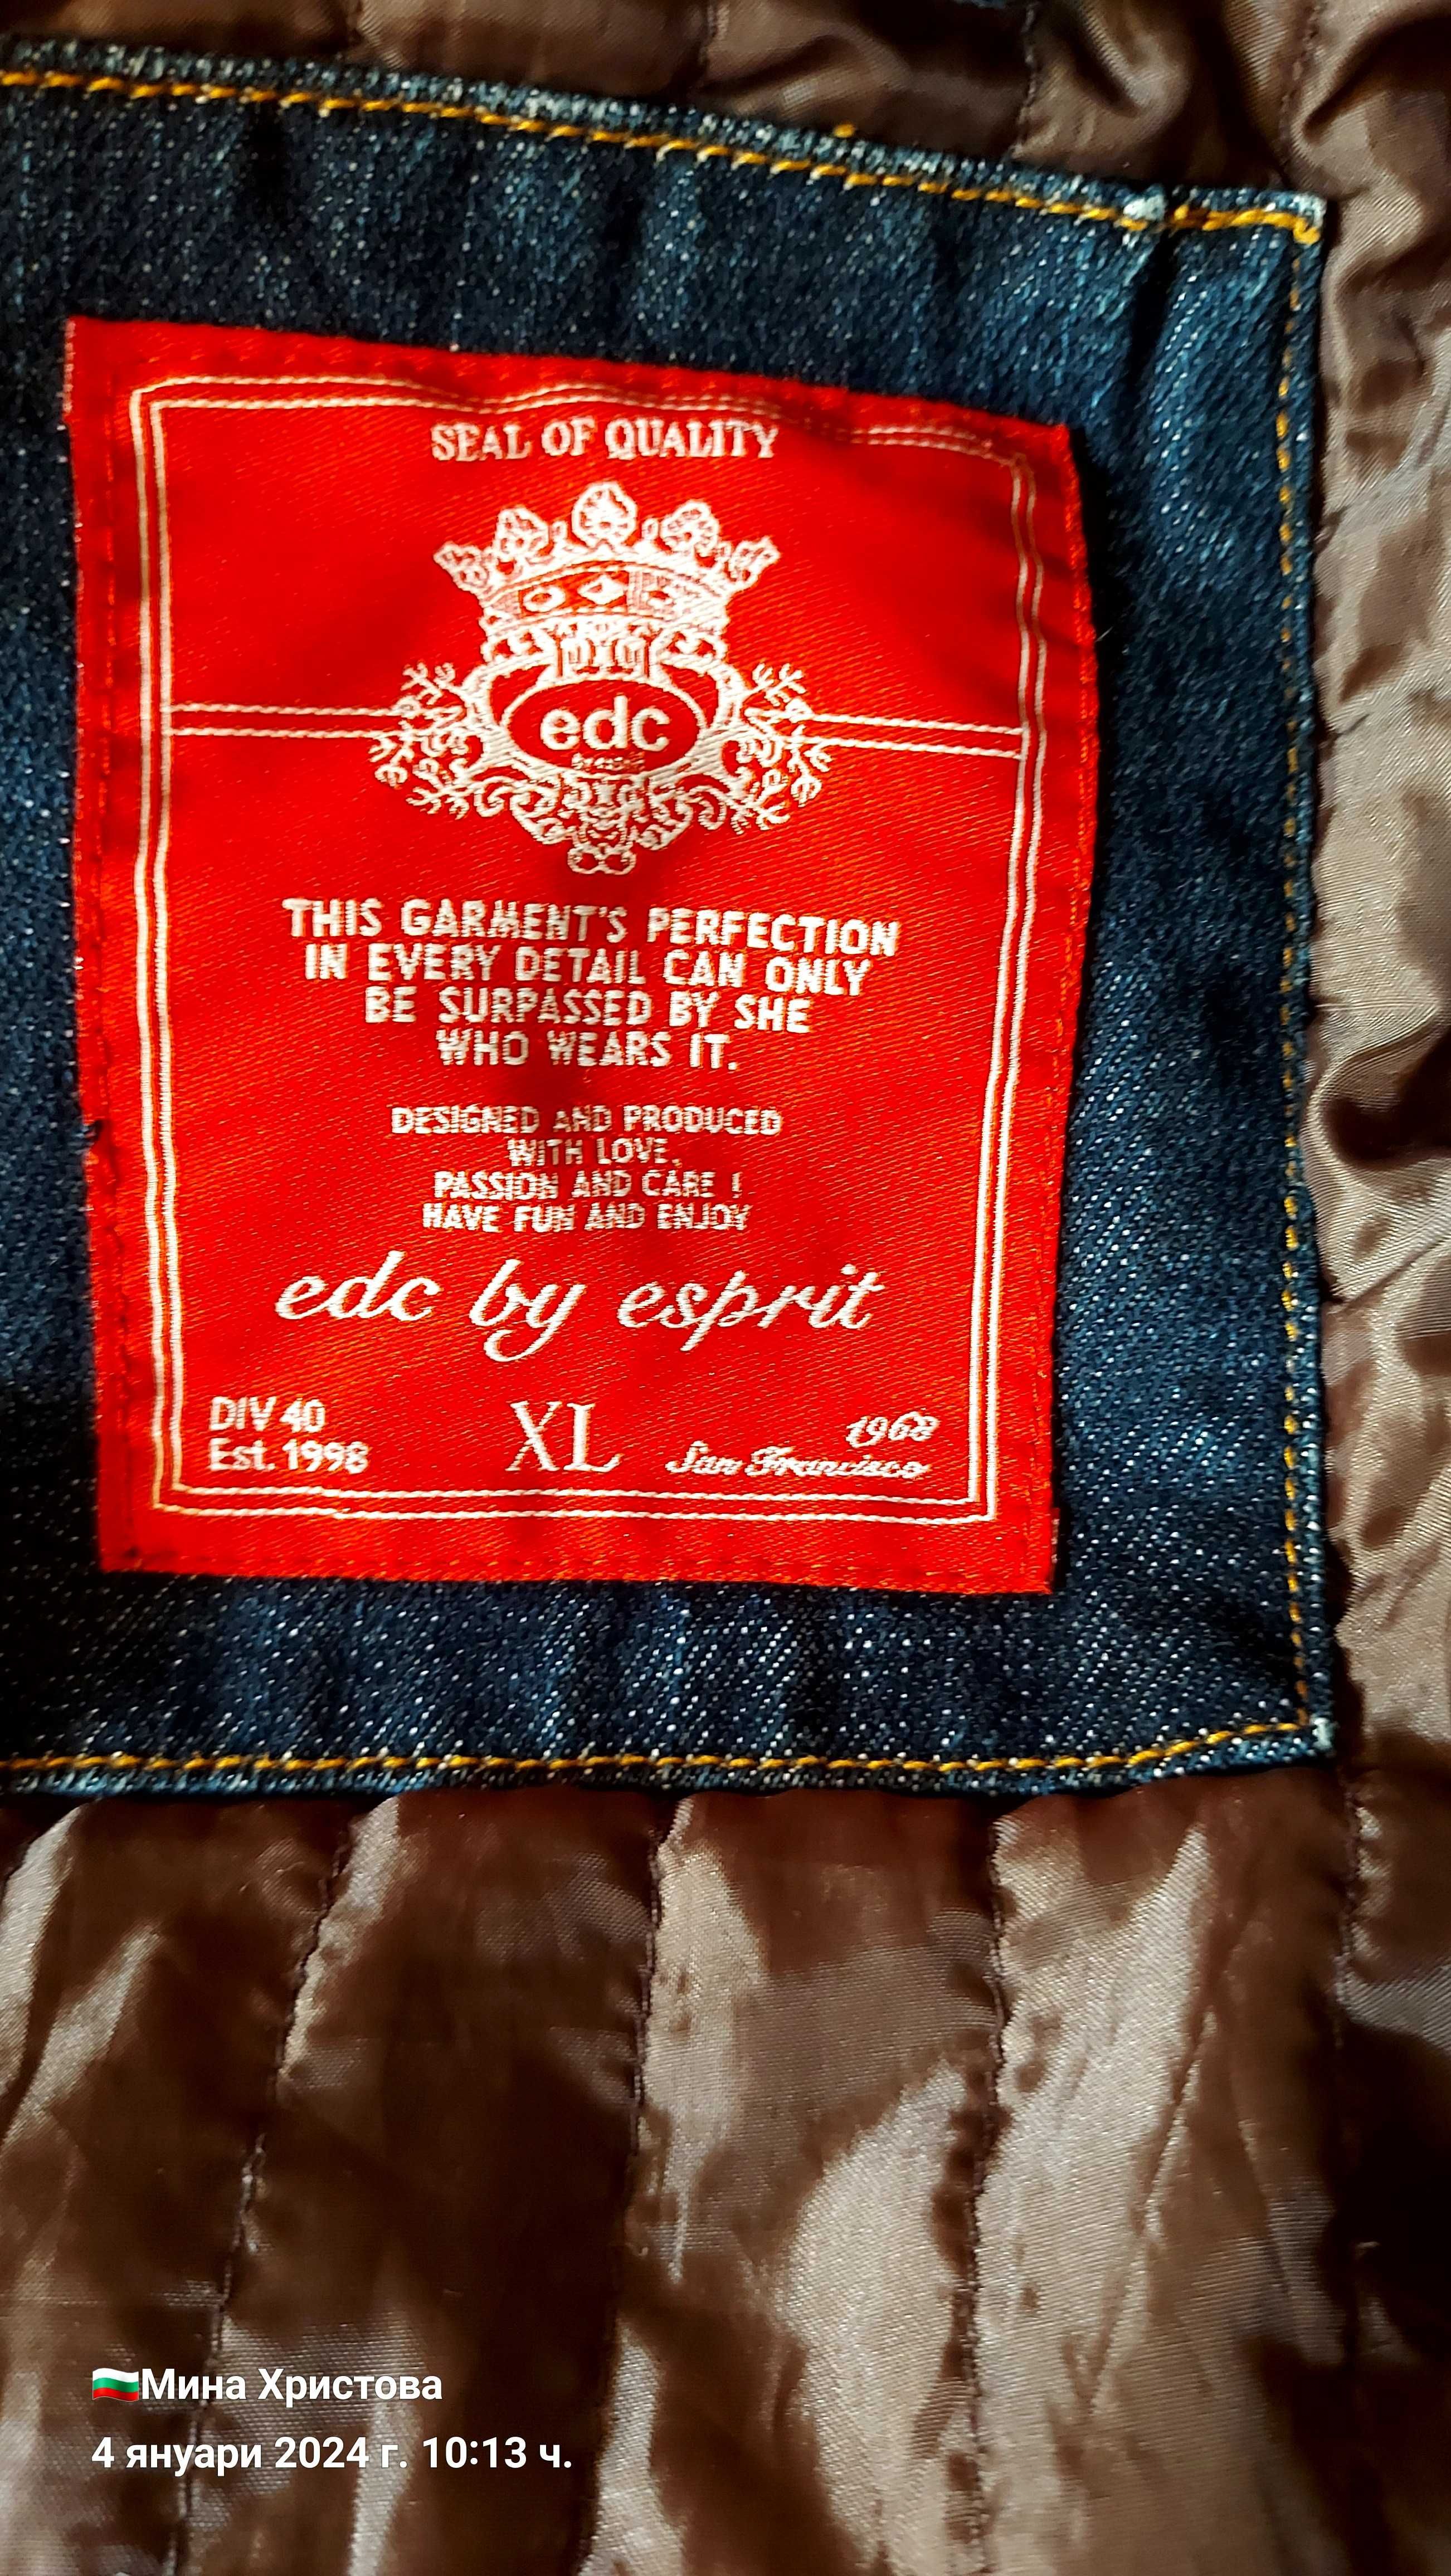 SEAL OF QUALITY
edc
by esprit
THIS GARMENT'S PERFECTION
IN EVERY DETAIL CAN ONLY
BE SURPASSED BY SHE
WHO WEARS IT.
DESIGNED AND PRODUCED
WITH LOVE,
PASSION AND CARE !
HAVE FUN AND ENJOY
edc by esprit
DIV 40
Est. 1998
XL
1968
San Francisco
Мина Христова
4 януари 2024 г. 10:13 ч.